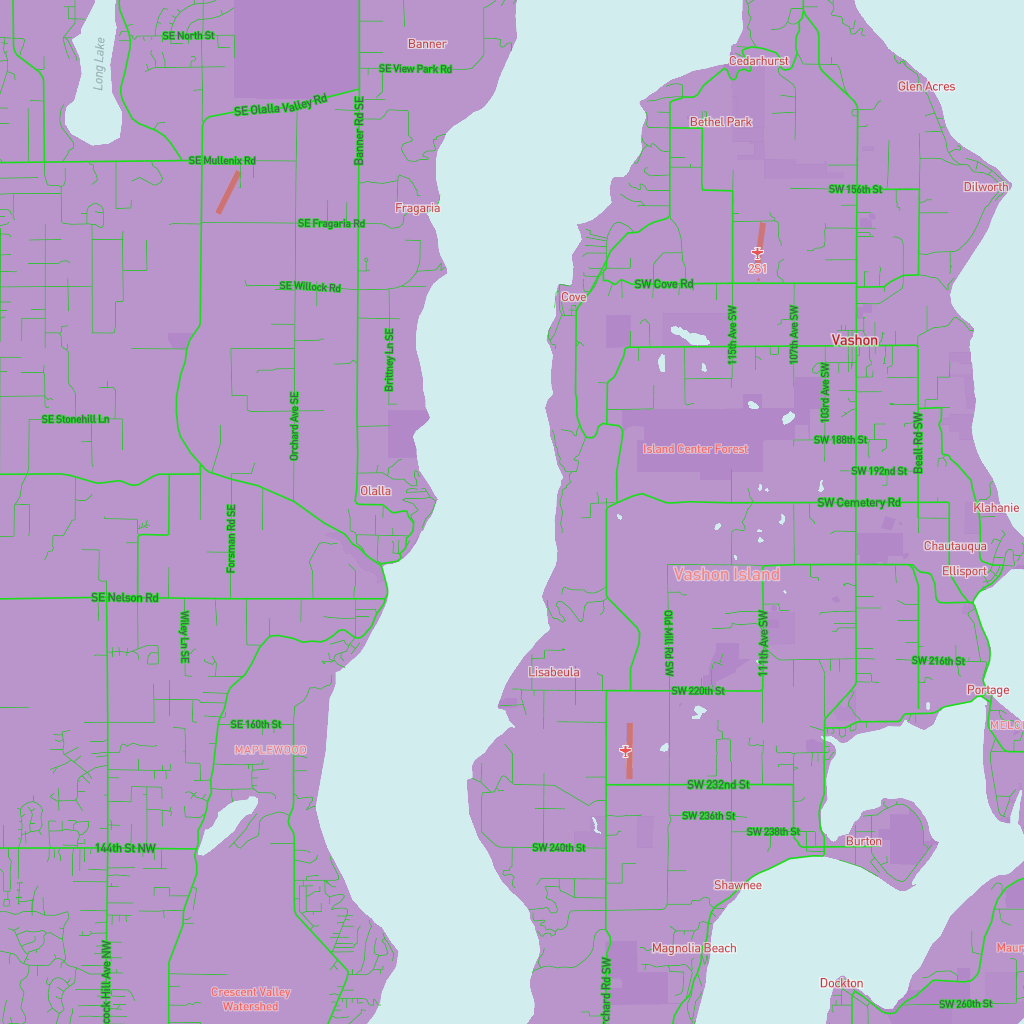 SE North St
Banner
Long Lake
SE View Park Rd
Cedarhurst
Glen Acres
SE Olalla Valley Rd
Banner Rd SE
Bethel Park
SE Mullenix Rd
SW 156th St
Dilworth
Fragaria
SE Fragaria Rd
2S1
SE Willock Rd
SW Cove Rd
Cove
115th Ave SW
107th Ave SW
Vashon
Brittney Ln SE
103rd Ave SW
SE Stonehill Ln
Orchard Ave SE
Island Center Forest
SW 188th St
Beall Rd SW
SW 192nd St
Olalla
SW Cemetery Rd
Klahanie
Forsman Rd SE
Chautauqua
Vashon Island
Ellisport
SE Nelson Rd
Wiley Ln SE
Old Mill Rd SW
111th Ave SW
SW 216th St
Lisabeula
SW 220th St
Portage
SE 160th St
MAPLEWOOD
SW 232nd St
SW 236th St
SW 238th St
144th St NW
SW 240th St
Burton
Shawnee
Magnolia Beach
Dockton
Crescent Valley
Watershed
SW 260th St